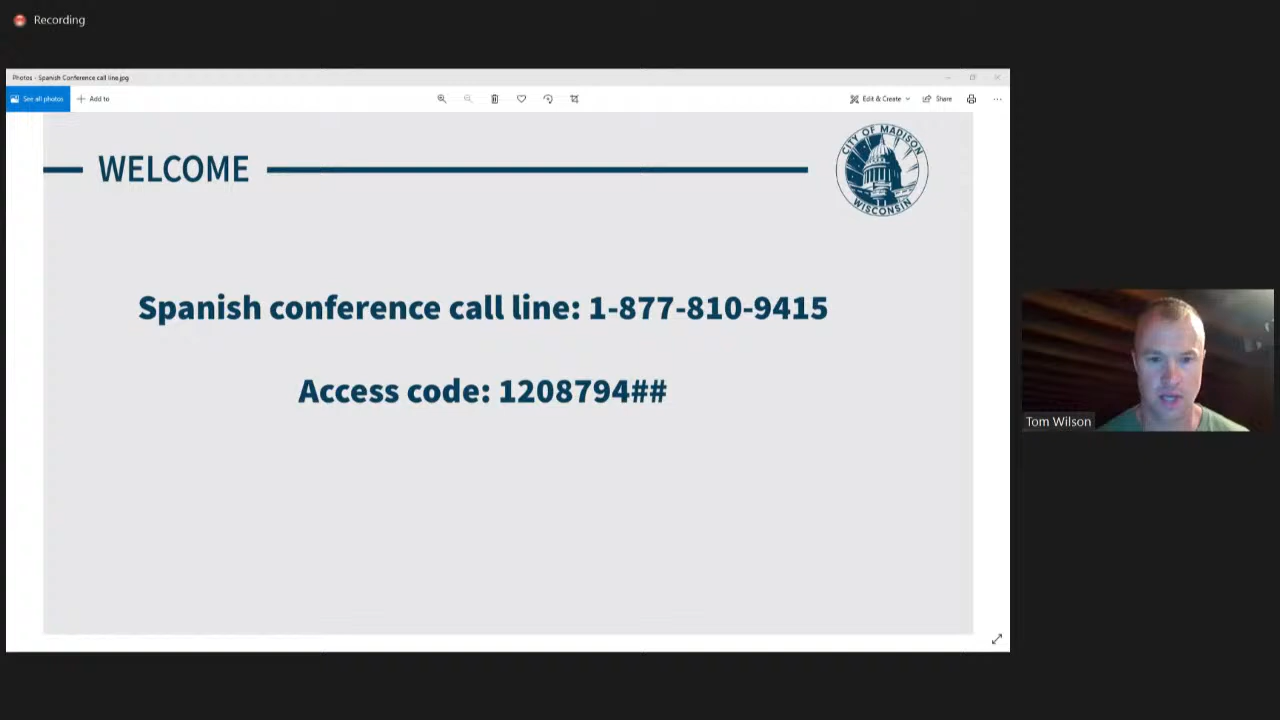 Recording
Photos - Spanish Conference call line.jpg
See all photos
Add to
Edit & Create
Share
WELCOME
CITY OF MADISON
WISCONSIN
Spanish conference call line: 1-877-810-9415
Access code: 1208794##
Tom Wilson